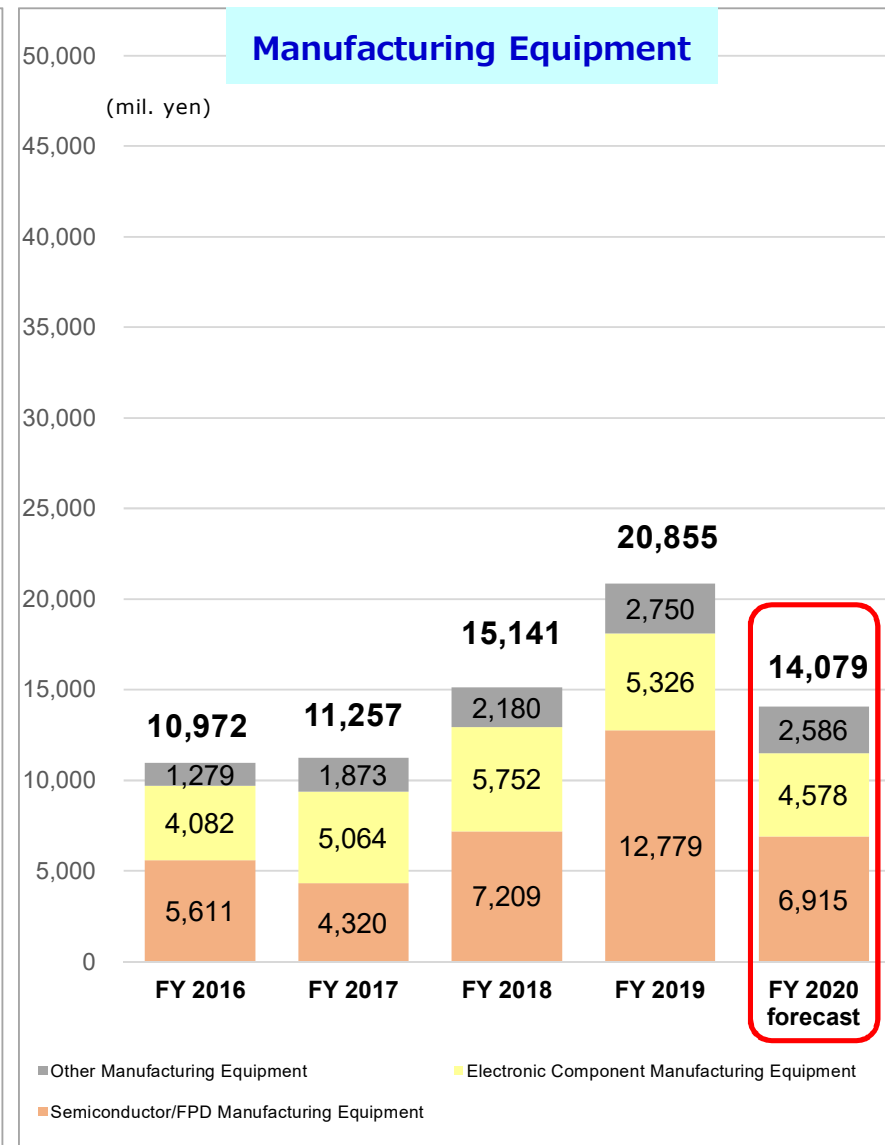 Manufacturing Equipment
(mil. yen)
50,000
45,000
40,000
35,000
30,000
25,000
20,000
15,000
10,000
5,000
0
10,972
1,279
4,082
5,611
11,257
1,873
5,064
4,320
15,141
2,180
5,752
7,209
20,855
2,750
5,326
12,779
14,079
2,586
4,578
6,915
FY 2016
FY 2017
FY 2018
FY 2019
FY 2020
forecast
Other Manufacturing Equipment
Electronic Component Manufacturing Equipment
Semiconductor/FPD Manufacturing Equipment